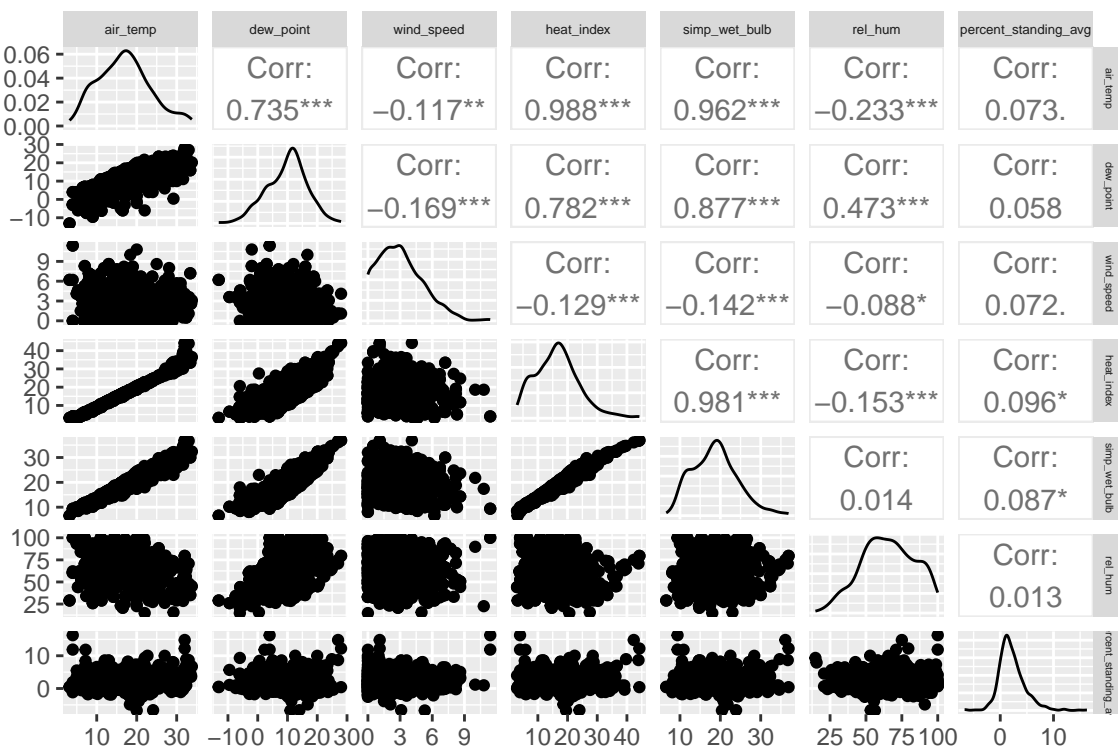 air_temp dew_point wind_speed heat_index simp_wet_bulb rel_hum percent_standing_avg
0.06 0.04 0.02 0.00
Corr: 0.735***
Corr: −0.117**
Corr: 0.988***
Corr: 0.962***
Corr: −0.233***
Corr: 0.073.
air_temp
30 20 10 0 −10
Corr: −0.169***
Corr: 0.782***
Corr: 0.877***
Corr: 0.473***
Corr: 0.058
dew_point
9 6 3 0
Corr: −0.129***
Corr: −0.142***
Corr: −0.088*
Corr: 0.072.
wind_speed
40 30 20 10
Corr: 0.981***
Corr: −0.153***
Corr: 0.096*
heat_index
30 20 10
Corr: 0.014
Corr: 0.087*
simp_wet_bulb
100 75 50 25
Corr: 0.013
rel_hum
10 0
rcent_standing_a
10 20 30 −10 0 10 20 30 0 3 6 9 10 20 30 40 10 20 30 25 50 75 100 0 10